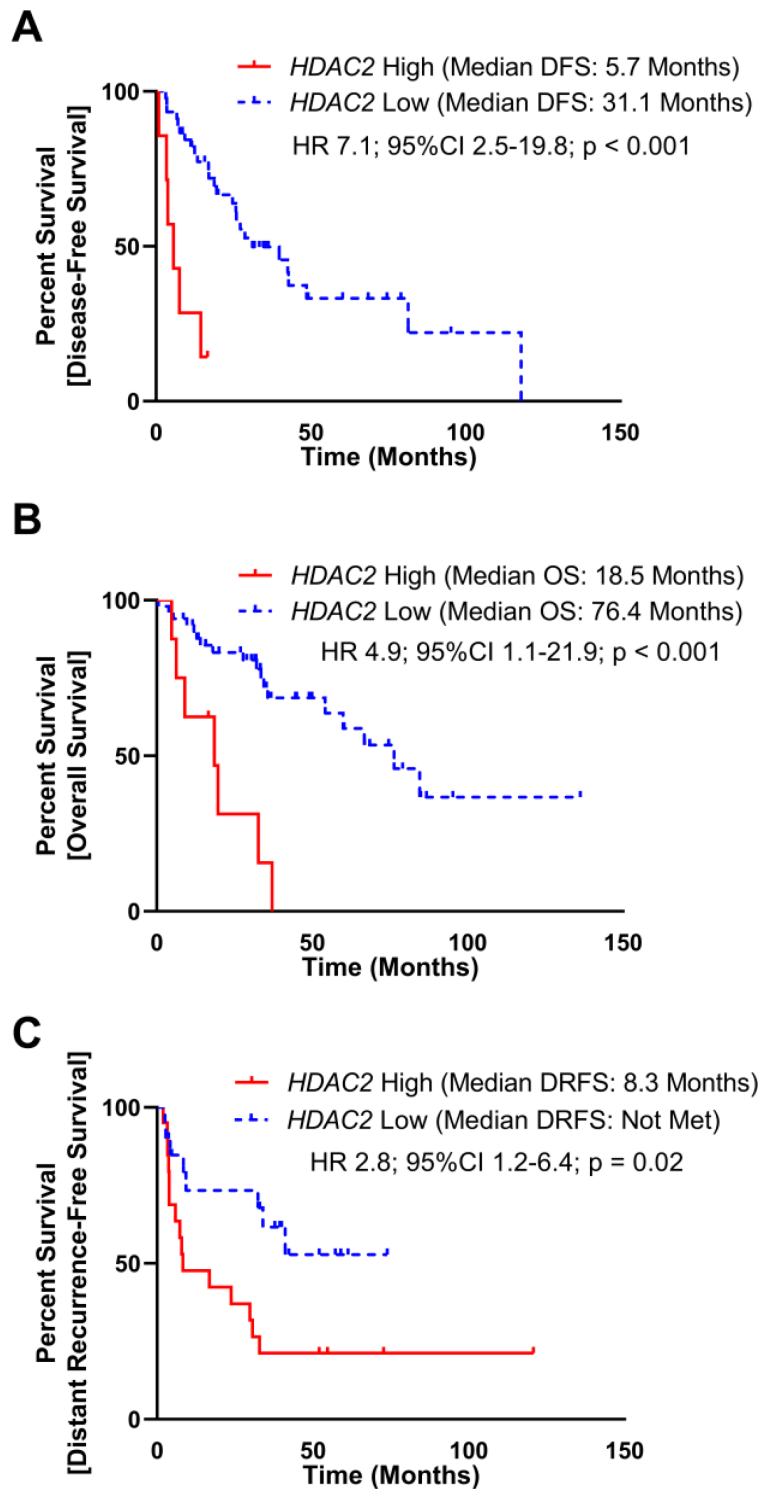 A
HDAC2 High (Median DFS: 5.7 Months)
HDAC2 Low (Median DFS: 31.1 Months)
HR 7.1; 95%CI 2.5-19.8; p < 0.001
Percent Survival
[Disease-Free Survival]
100
50
0
0 50 100 150
Time (Months)
B
HDAC2 High (Median OS: 18.5 Months)
HDAC2 Low (Median OS: 76.4 Months)
HR 4.9; 95%CI 1.1-21.9; p < 0.001
Percent Survival
[Overall Survival]
100
50
0
0 50 100 150
Time (Months)
C
HDAC2 High (Median DRFS: 8.3 Months)
HDAC2 Low (Median DRFS: Not Met)
HR 2.8; 95%CI 1.2-6.4; p = 0.02
Percent Survival
[Distant Recurrence-Free Survival]
100
50
0
0 50 100 150
Time (Months)